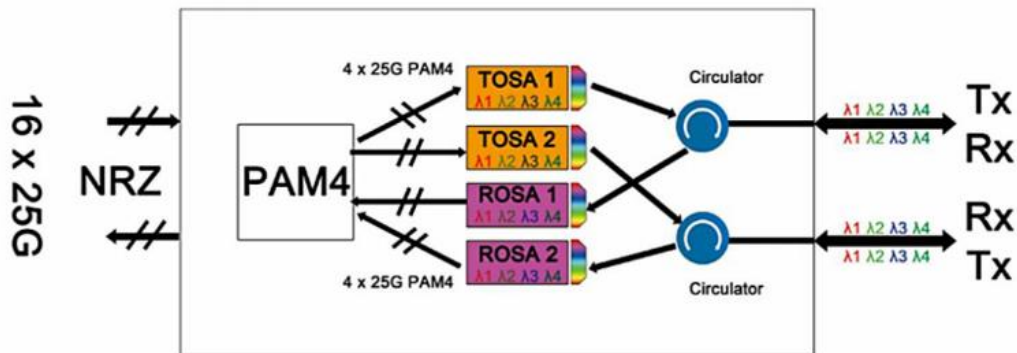 16 x 25G
NRZ
PAM4
4 x 25G PAM4
TOSA 1
λ1 λ2 λ3 λ4
TOSA 2
λ1 λ2 λ3 λ4
ROSA 1
λ1 λ2 λ3 λ4
ROSA 2
λ1 λ2 λ3 λ4
4 x 25G PAM4
Circulator
Circulator
λ1 λ2 λ3 λ4
λ1 λ2 λ3 λ4
Tx
Rx
λ1 λ2 λ3 λ4
λ1 λ2 λ3 λ4
Rx
Tx